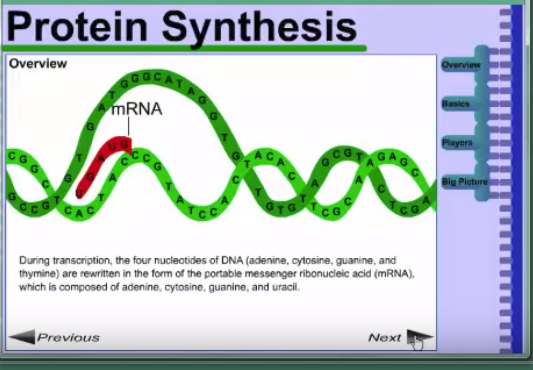 Protein Synthesis
Overview
mRNA
During transcription, the four nucleotides of DNA (adenine, cytosine, guanine, and
thymine) are rewritten in the form of the portable messenger ribonucleic acid (mRNA),
which is composed of adenine, cytosine, guanine, and uracil.
Previous
Next
Overview
Basics
Players
Big Picture